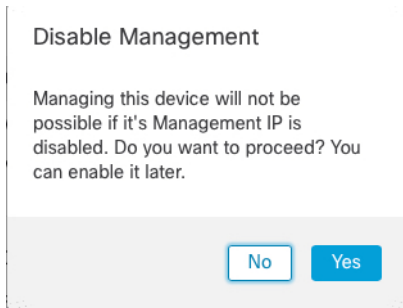 Disable Management
Managing this device will not be
possible if it's Management IP is
disabled. Do you want to proceed? You
can enable it later.
No
Yes